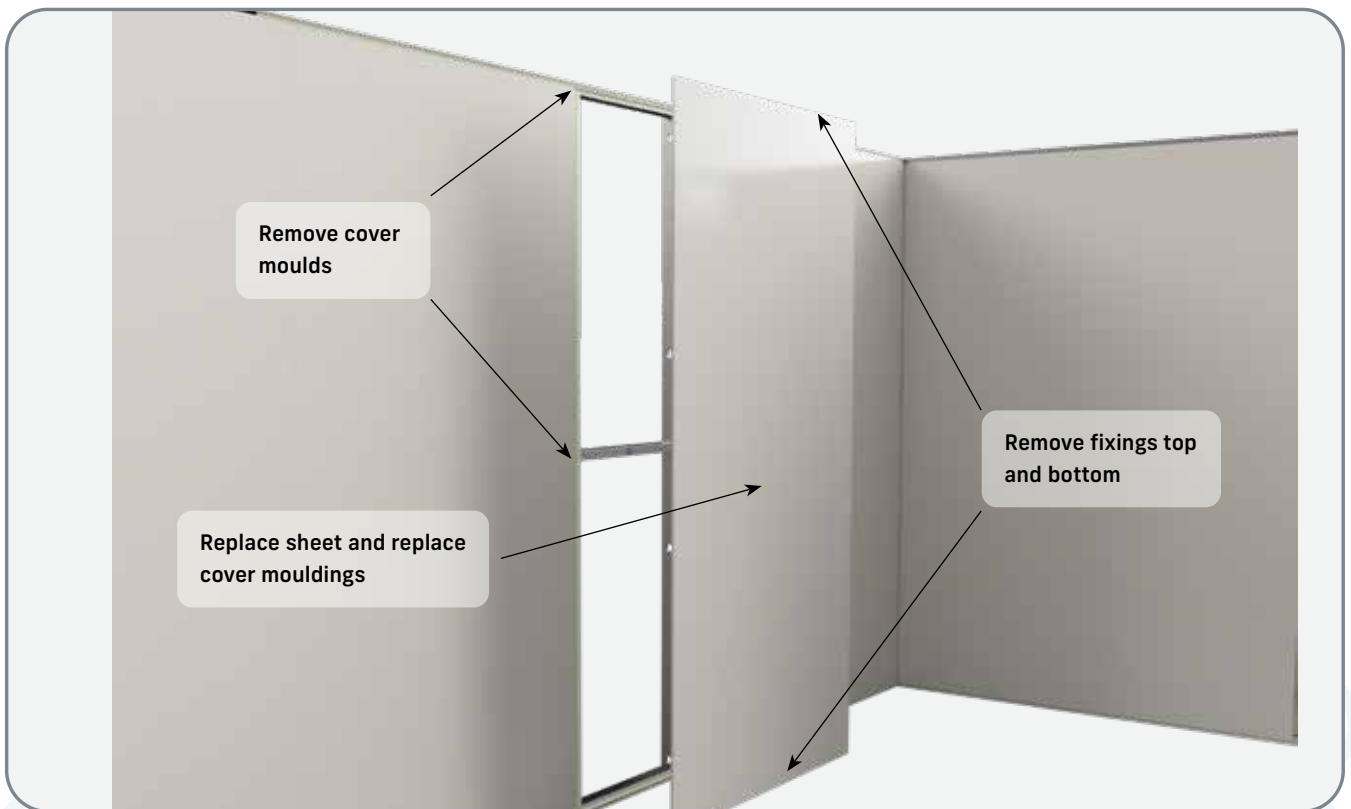 Remove cover
moulds
Remove fixings top
and bottom
Replace sheet and replace
cover mouldings